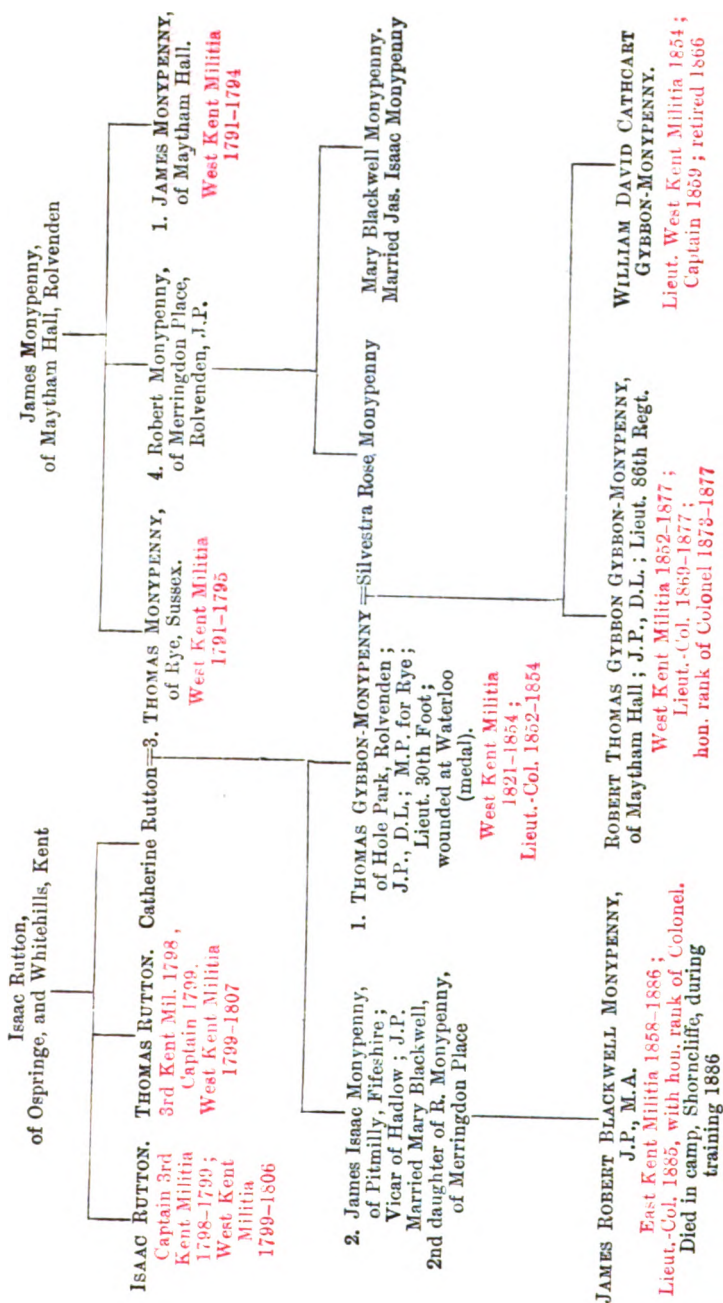 Isaac Rutton,
of Ospringe, and Whitehills, Kent
James Monypenny,
of Maytham Hall, Rolvenden
Isaac Rutton.
Captain 3rd
Kent Militia
1798–1799;
West Kent
Militia
1799–1806
Thomas Rutton.
3rd Kent Mil. 1798,
Captain 1799.
West Kent Militia
1799–1807
Catherine Rutton=3. Thomas Monypenny,
of Rye, Sussex.
West Kent Militia
1791–1795
4. Robert Monypenny,
of Merringdon Place,
Rolvenden, J.P.
1. James Monypenny,
of Maytham Hall.
West Kent Militia
1791–1794
2. James Isaac Monypenny,
of Pitmilly, Fifeshire;
Vicar of Hadlow; J.P.
Married Mary Blackwell,
2nd daughter of R. Monypenny,
of Merringdon Place
1. Thomas Gybbon-Monypenny=Silvestra Rose, Monypenny
of Hole Park, Rolvenden;
J.P., D.L.; M.P. for Rye;
Lieut. 30th Foot;
wounded at Waterloo
(medal).
West Kent Militia
1821–1854;
Lieut.-Col. 1852–1854
Mary Blackwell Monypenny.
Married Jas. Isaac Monypenny
James Robert Blackwell Monypenny,
J.P., M.A.
East Kent Militia 1858–1886;
Lieut.-Col. 1885, with hon. rank of Colonel.
Died in camp, Shorncliffe, during
training 1886
Robert Thomas Gybbon Gybbon-Monypenny,
of Maytham Hall; J.P., D.L.; Lieut. 86th Regt.
West Kent Militia 1852–1877;
Lieut.-Col. 1869–1877;
hon. rank of Colonel 1873–1877
William David Cathcart
Gybbon-Monypenny.
Lieut. West Kent Militia 1854;
Captain 1859; retired 1866